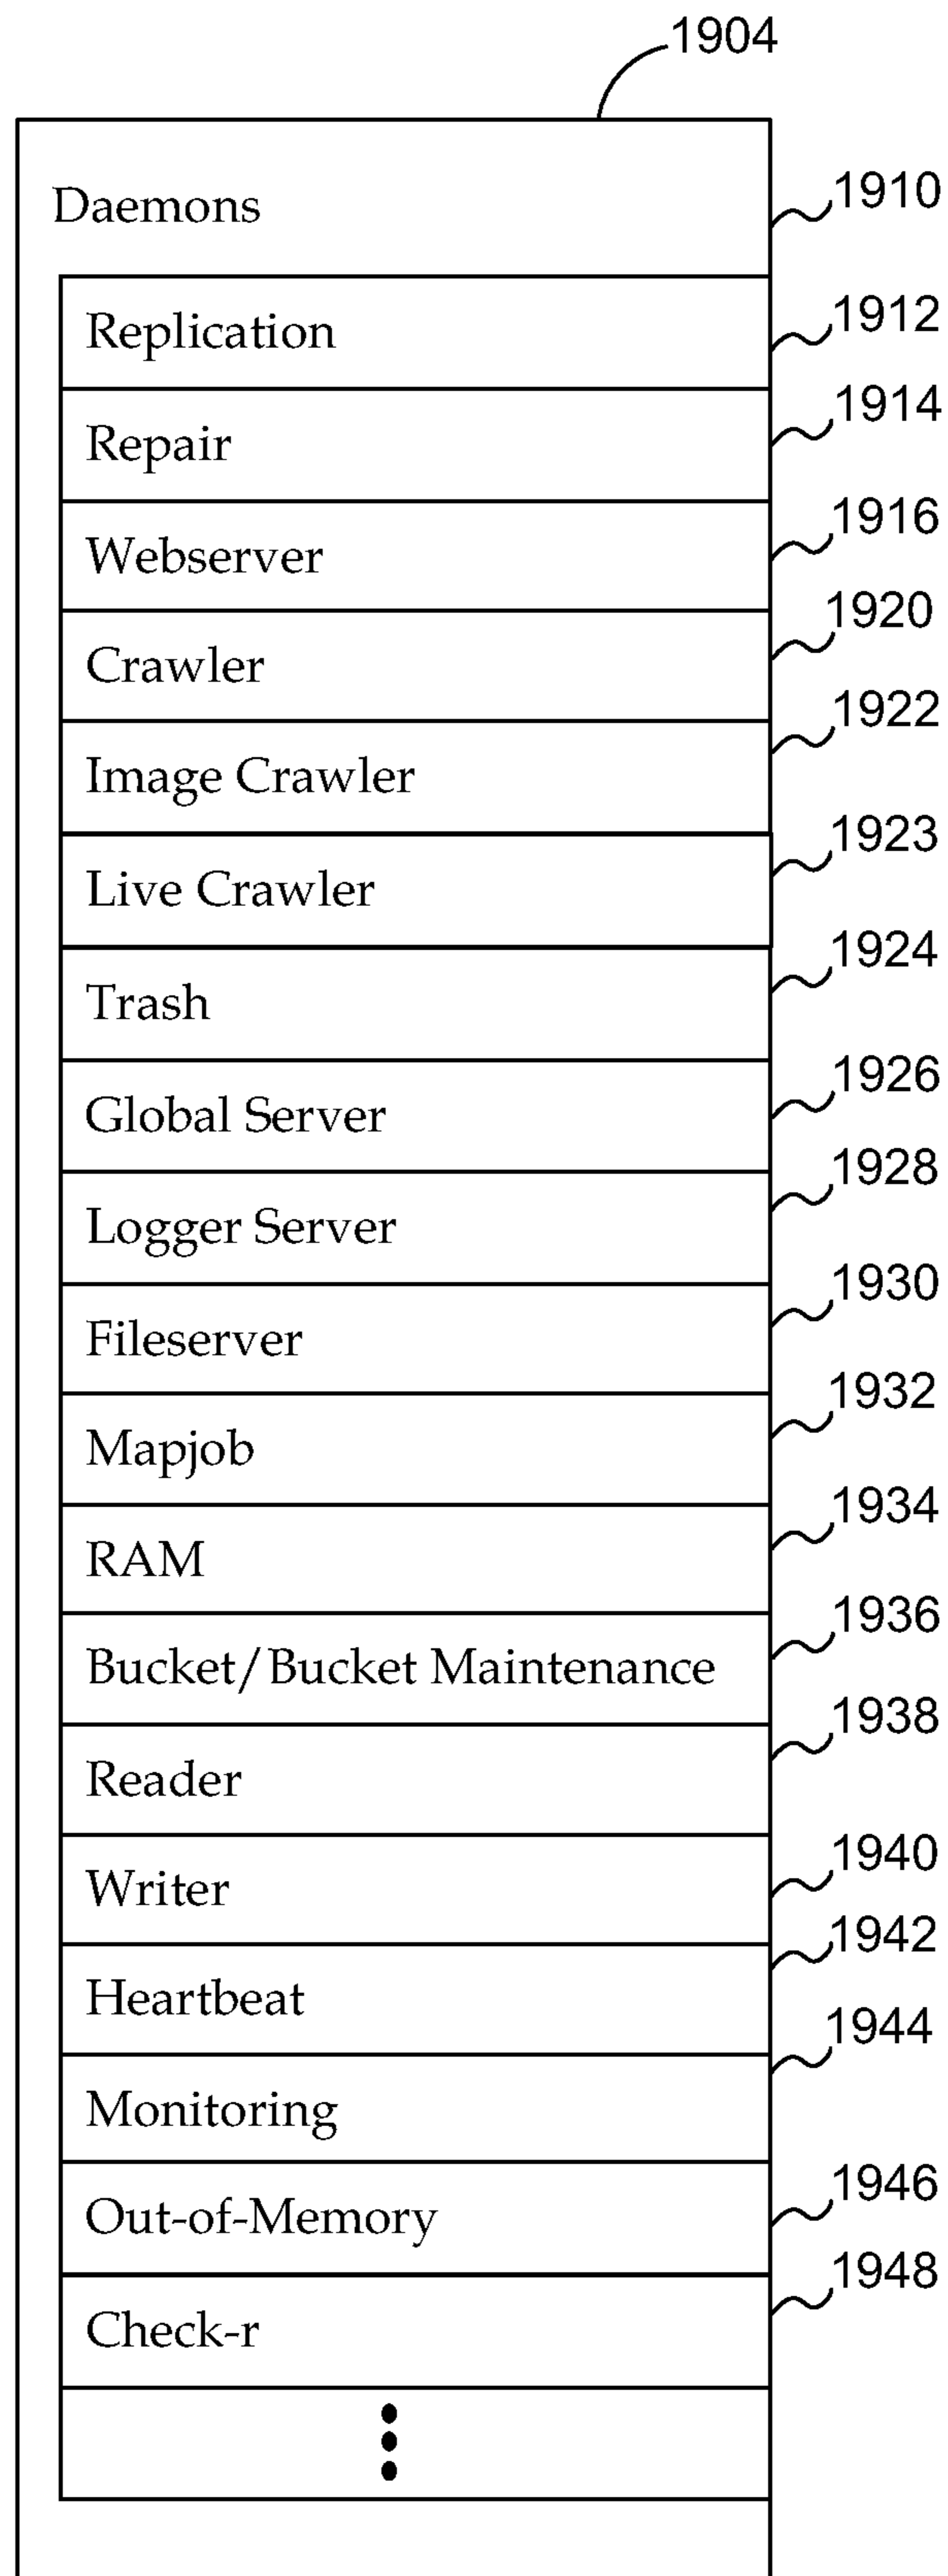 1904
Daemons 1910
Replication 1912
Repair 1914
Webserver 1916
Crawler 1920
Image Crawler 1922
Live Crawler 1923
Trash 1924
Global Server 1926
Logger Server 1928
Fileserver 1930
Mapjob 1932
RAM 1934
Bucket/Bucket Maintenance 1936
Reader 1938
Writer 1940
Heartbeat 1942
Monitoring 1944
Out-of-Memory 1946
Check-r 1948